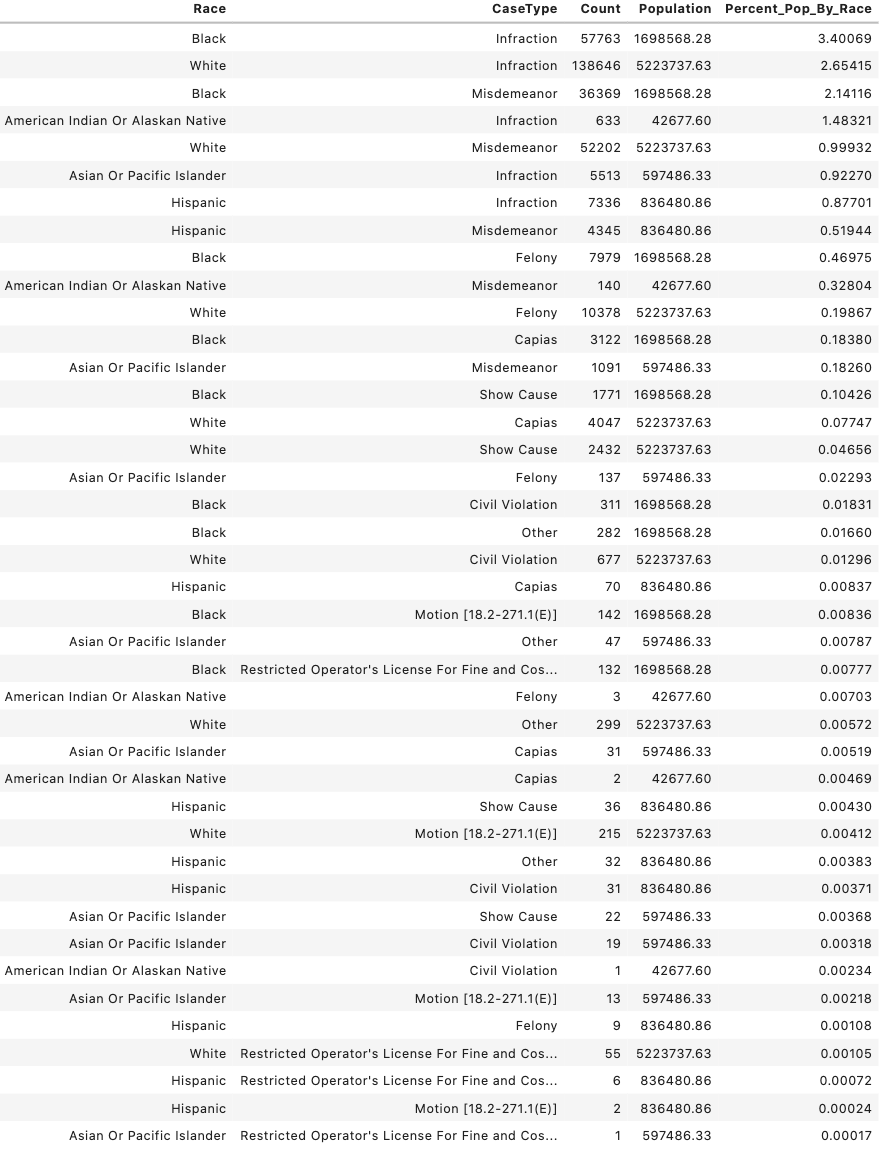 Race CaseType Count Population Percent_Pop_By_Race
Black Infraction 57763 1698568.28 3.40069
White Infraction 138646 5223737.63 2.65415
Black Misdemeanor 36369 1698568.28 2.14116
American Indian Or Alaskan Native Infraction 633 42677.60 1.48321
White Misdemeanor 52202 5223737.63 0.99932
Asian Or Pacific Islander Infraction 5513 597486.33 0.92270
Hispanic Infraction 7336 836480.86 0.87701
Hispanic Misdemeanor 4345 836480.86 0.51944
Black Felony 7979 1698568.28 0.46975
American Indian Or Alaskan Native Misdemeanor 140 42677.60 0.32804
White Felony 10378 5223737.63 0.19867
Black Capias 3122 1698568.28 0.18380
Asian Or Pacific Islander Misdemeanor 1091 597486.33 0.18260
Black Show Cause 1771 1698568.28 0.10426
White Capias 4047 5223737.63 0.07747
White Show Cause 2432 5223737.63 0.04656
Asian Or Pacific Islander Felony 137 597486.33 0.02293
Black Civil Violation 311 1698568.28 0.01831
Black Other 282 1698568.28 0.01660
White Civil Violation 677 5223737.63 0.01296
Hispanic Capias 70 836480.86 0.00837
Black Motion [18.2-271.1(E)] 142 1698568.28 0.00836
Asian Or Pacific Islander Other 47 597486.33 0.00787
Black Restricted Operator's License For Fine and Cos... 132 1698568.28 0.00777
American Indian Or Alaskan Native Felony 3 42677.60 0.00703
White Other 299 5223737.63 0.00572
Asian Or Pacific Islander Capias 31 597486.33 0.00519
American Indian Or Alaskan Native Capias 2 42677.60 0.00469
Hispanic Show Cause 36 836480.86 0.00430
White Motion [18.2-271.1(E)] 215 5223737.63 0.00412
Hispanic Other 32 836480.86 0.00383
Hispanic Civil Violation 31 836480.86 0.00371
Asian Or Pacific Islander Show Cause 22 597486.33 0.00368
Asian Or Pacific Islander Civil Violation 19 597486.33 0.00318
American Indian Or Alaskan Native Civil Violation 1 42677.60 0.00234
Asian Or Pacific Islander Motion [18.2-271.1(E)] 13 597486.33 0.00218
Hispanic Felony 9 836480.86 0.00108
White Restricted Operator's License For Fine and Cos... 55 5223737.63 0.00105
Hispanic Restricted Operator's License For Fine and Cos... 6 836480.86 0.00072
Hispanic Motion [18.2-271.1(E)] 2 836480.86 0.00024
Asian Or Pacific Islander Restricted Operator's License For Fine and Cos... 1 597486.33 0.00017